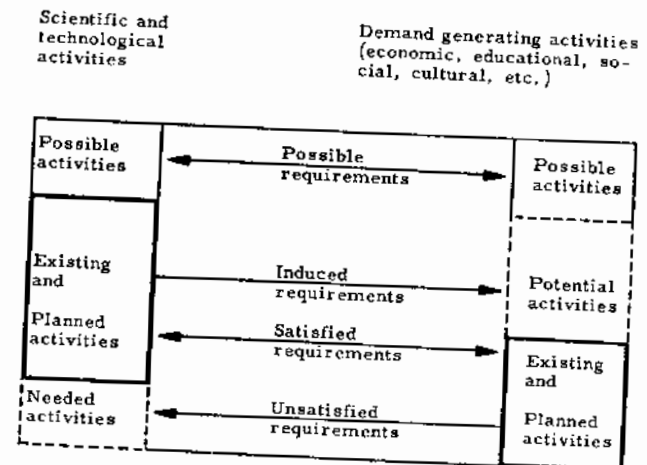 Scientific and
technological
activities
Demand generating activities
(economic, educational, so-
cial, cultural, etc.)
Possible
activities
Possible
requirements
Possible
activities
Existing
and
Planned
activities
Induced
requirements
Potential
activities
Satisfied
requirements
Existing
and
Planned
activities
Needed
activities
Unsatisfied
requirements